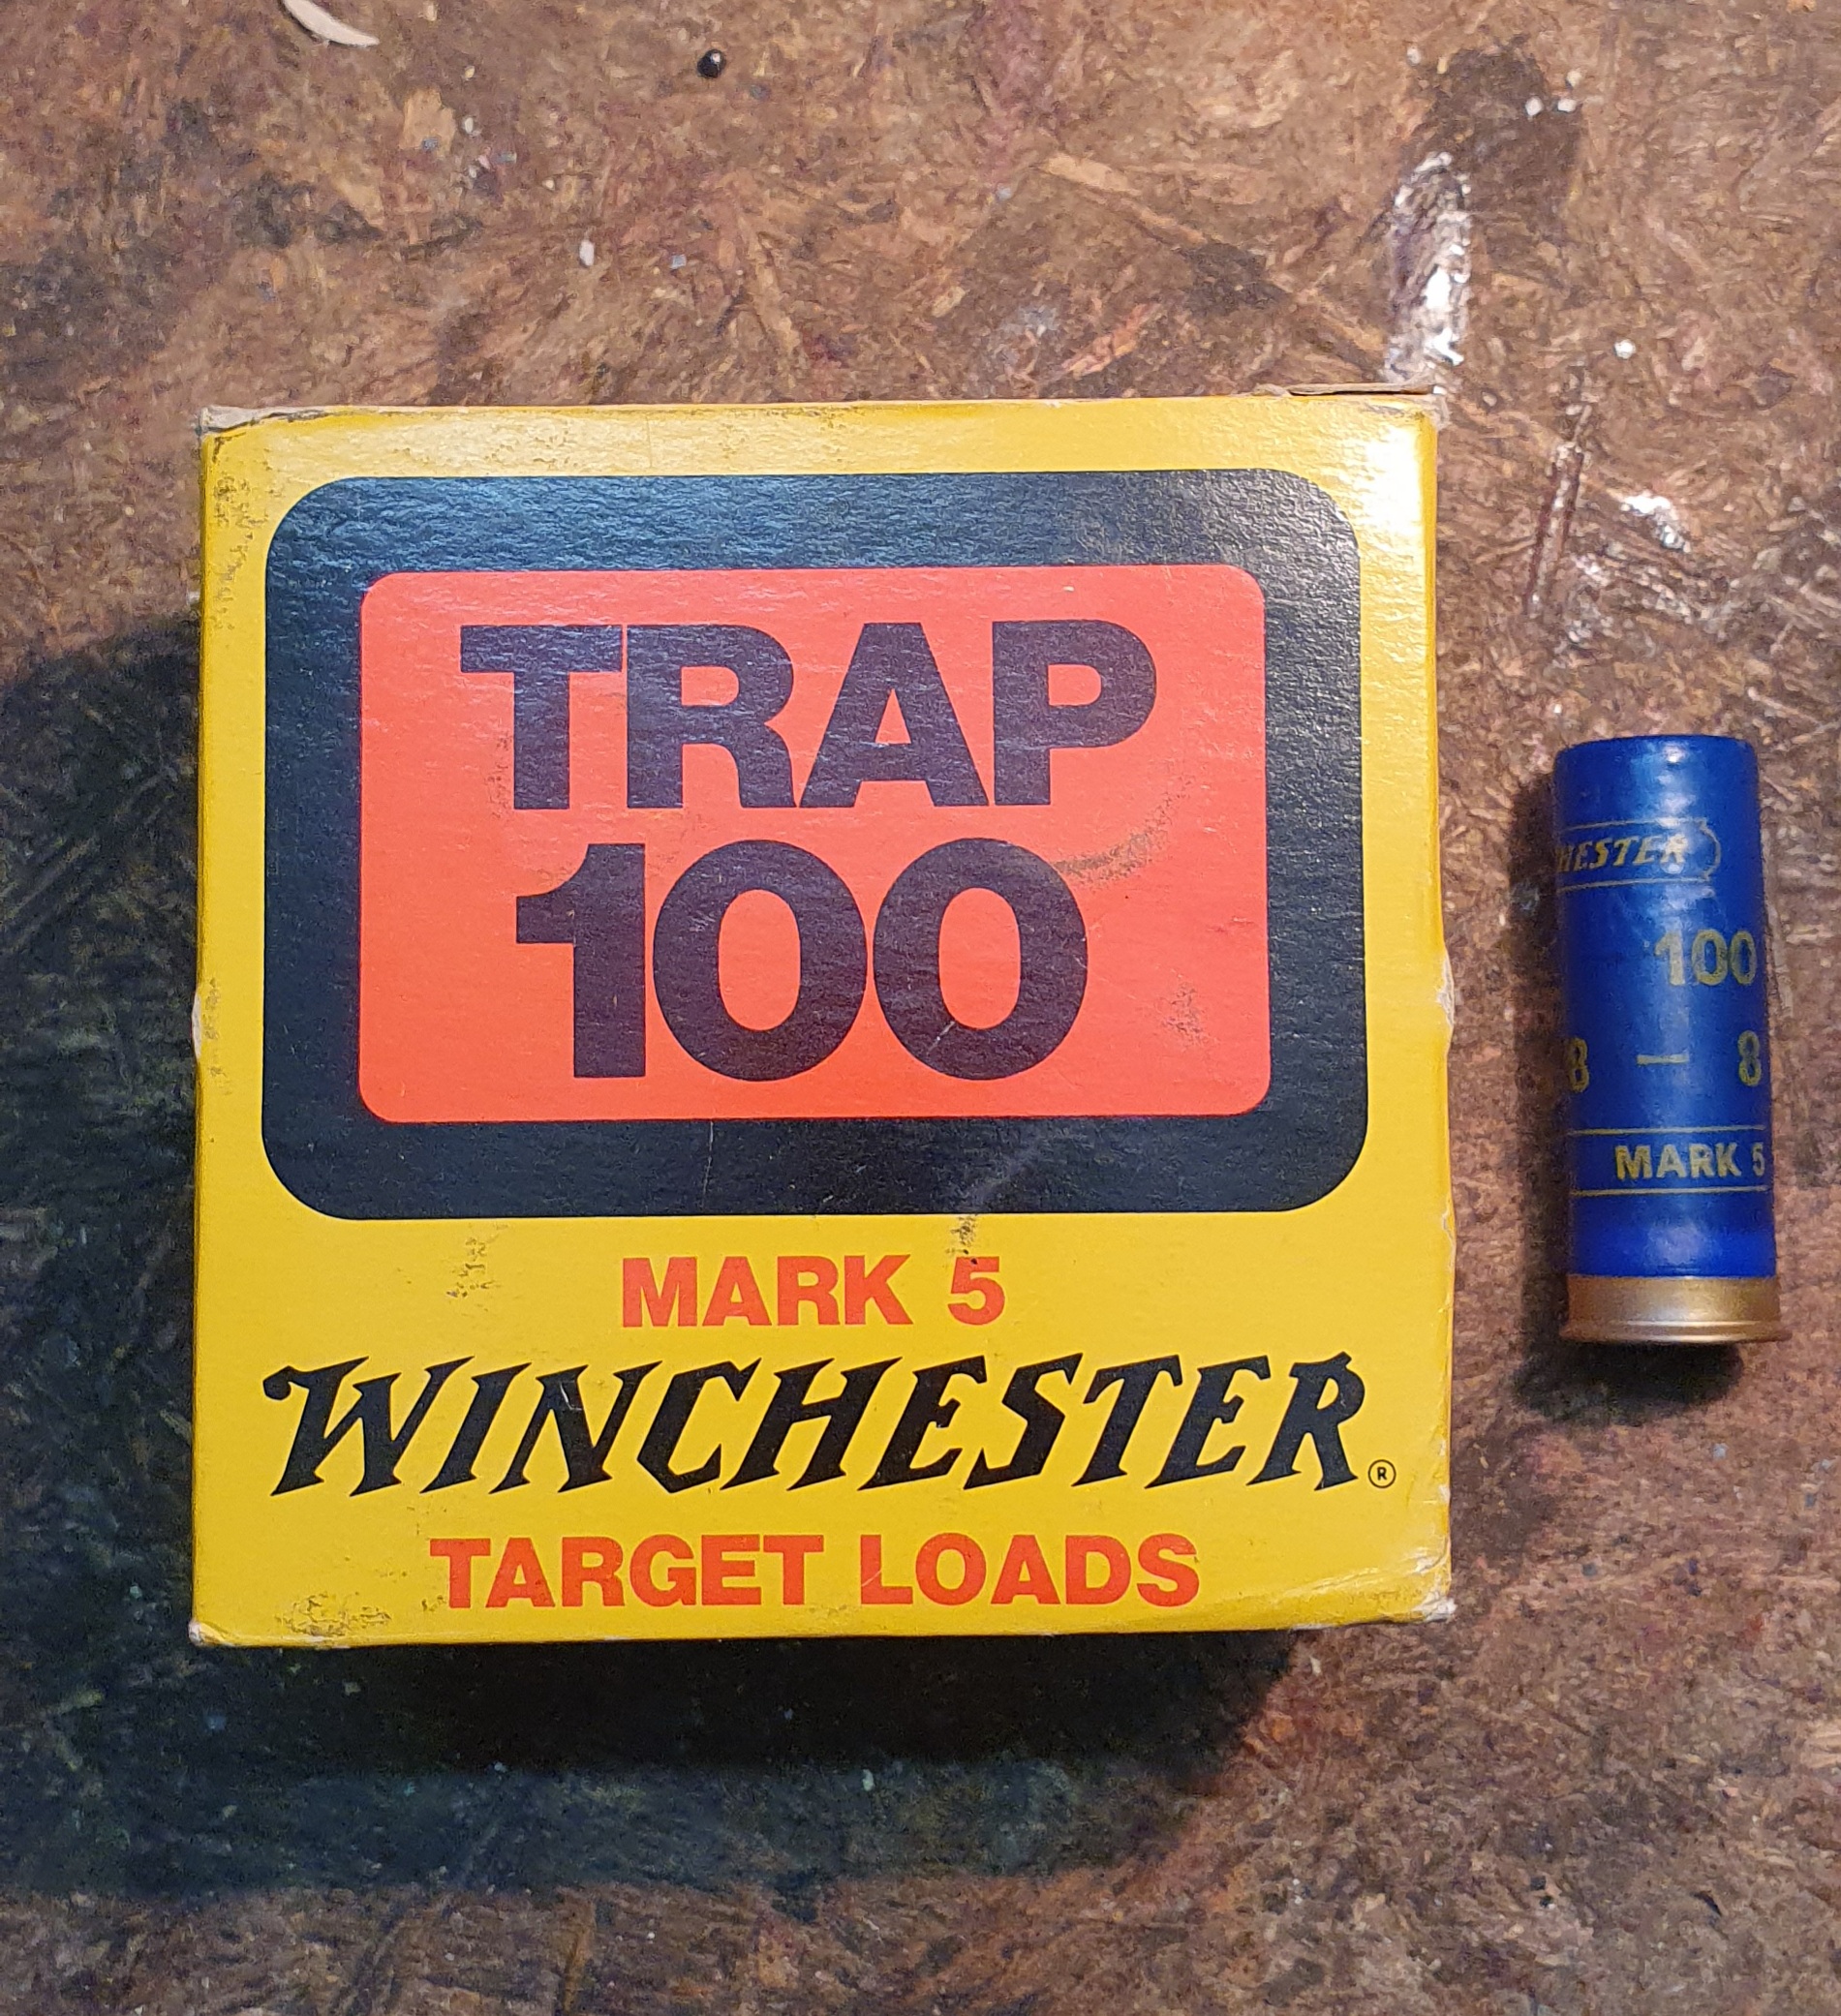 TRAP
100
MARK 5
WINCHESTER®
TARGET LOADS
HESTER
100
8 — 8
MARK 5